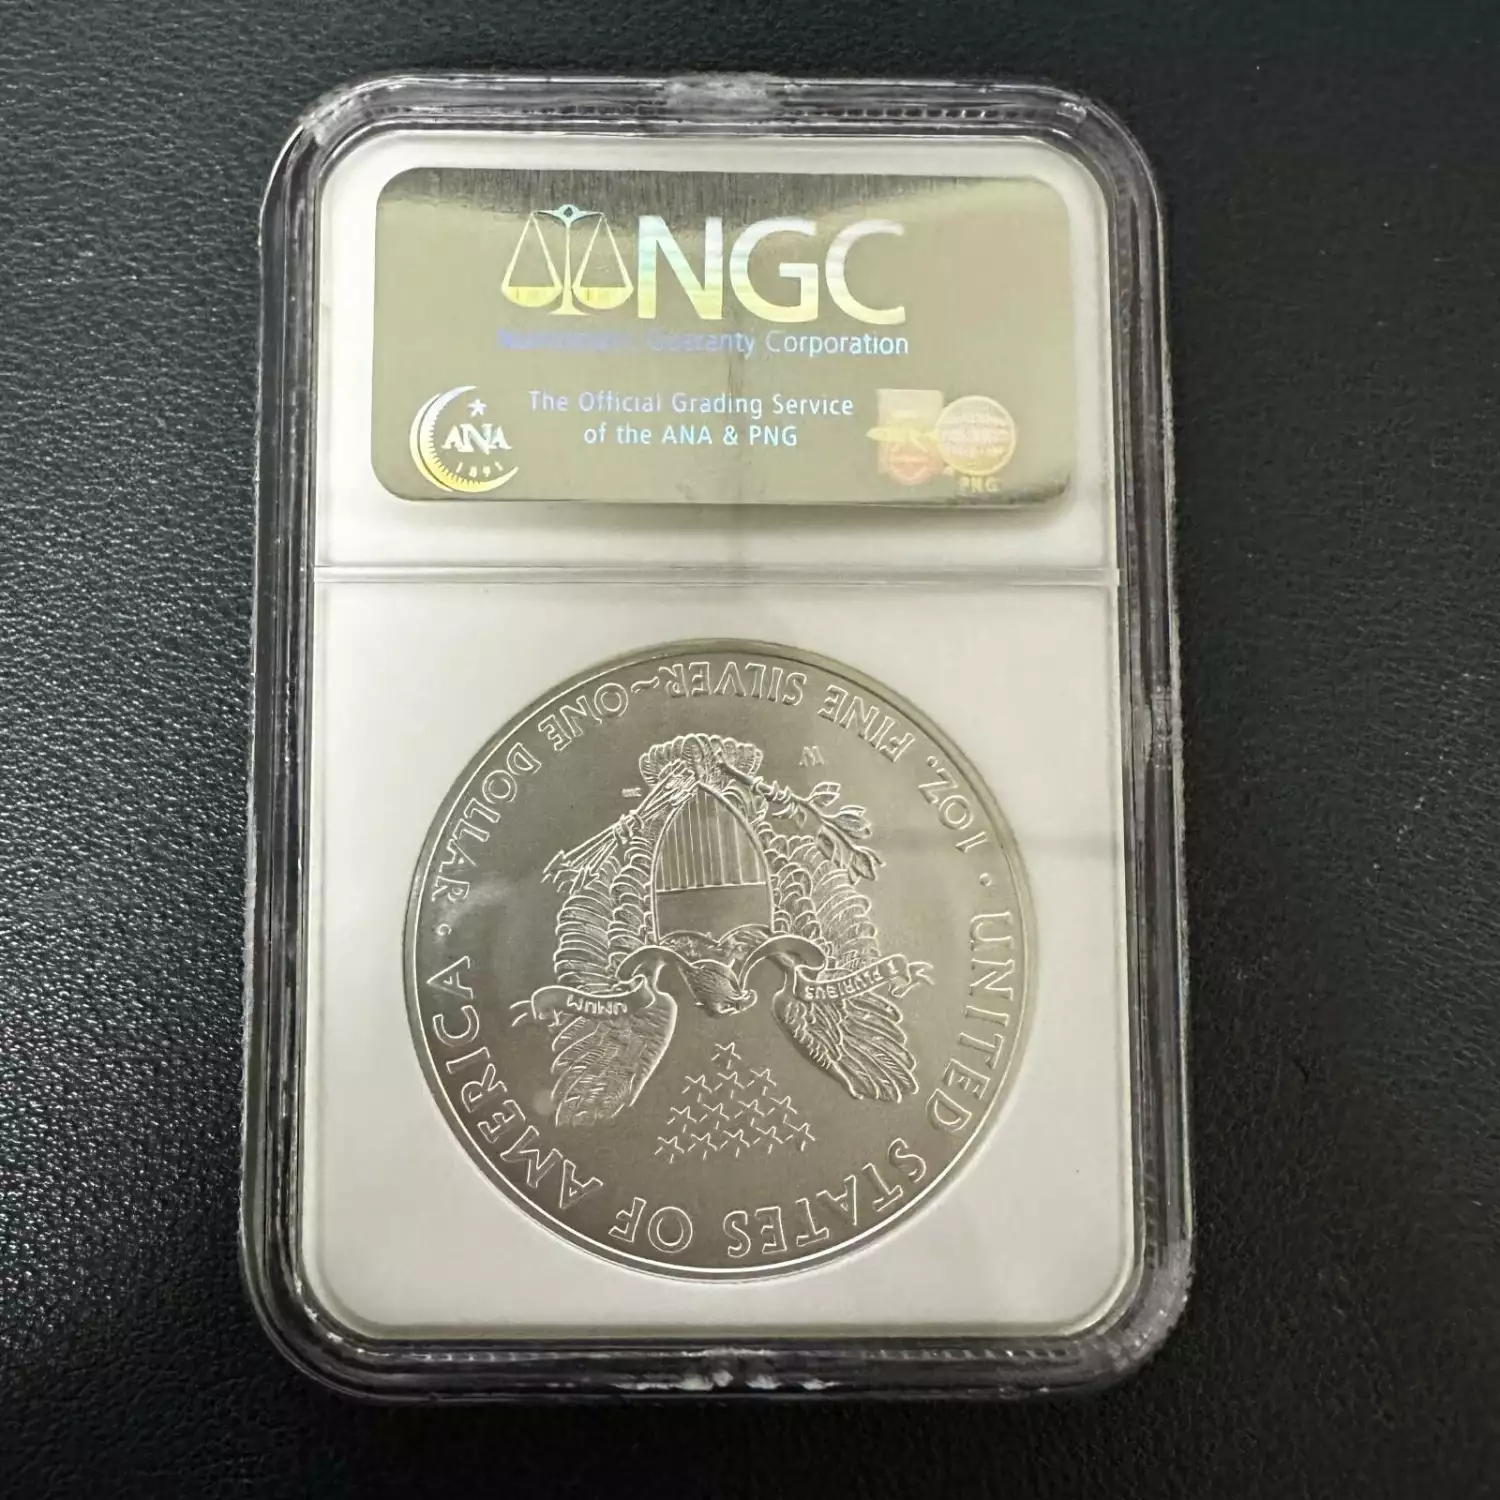 NGC
Numismatic Guaranty Corporation
ANA
1891
The Official Grading Service
of the ANA & PNG
PNG
1 OZ. FINE SILVER~ONE DOLLAR
W
E PLURIBUS
UNUM
UNITED STATES OF AMERICA